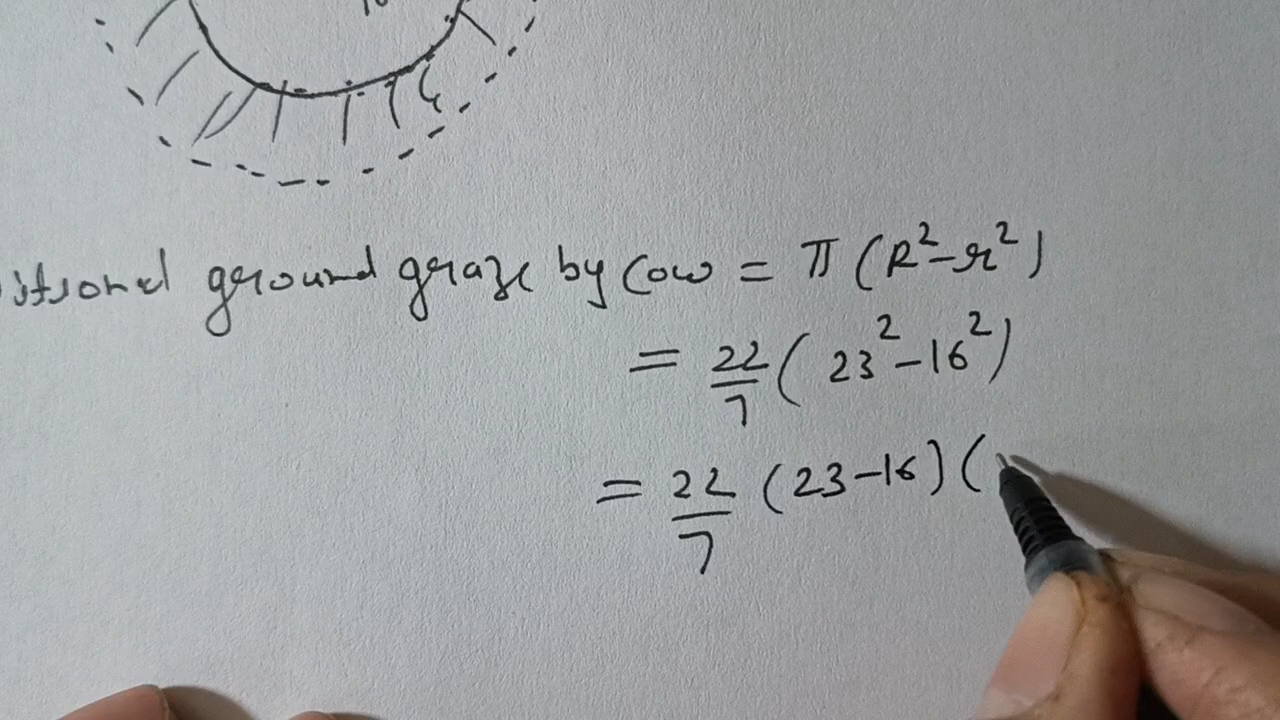 ground graze by Cow = π (R²-r²)
= 22/7 ( 23²-16²)
= 22/7 (23-16) (